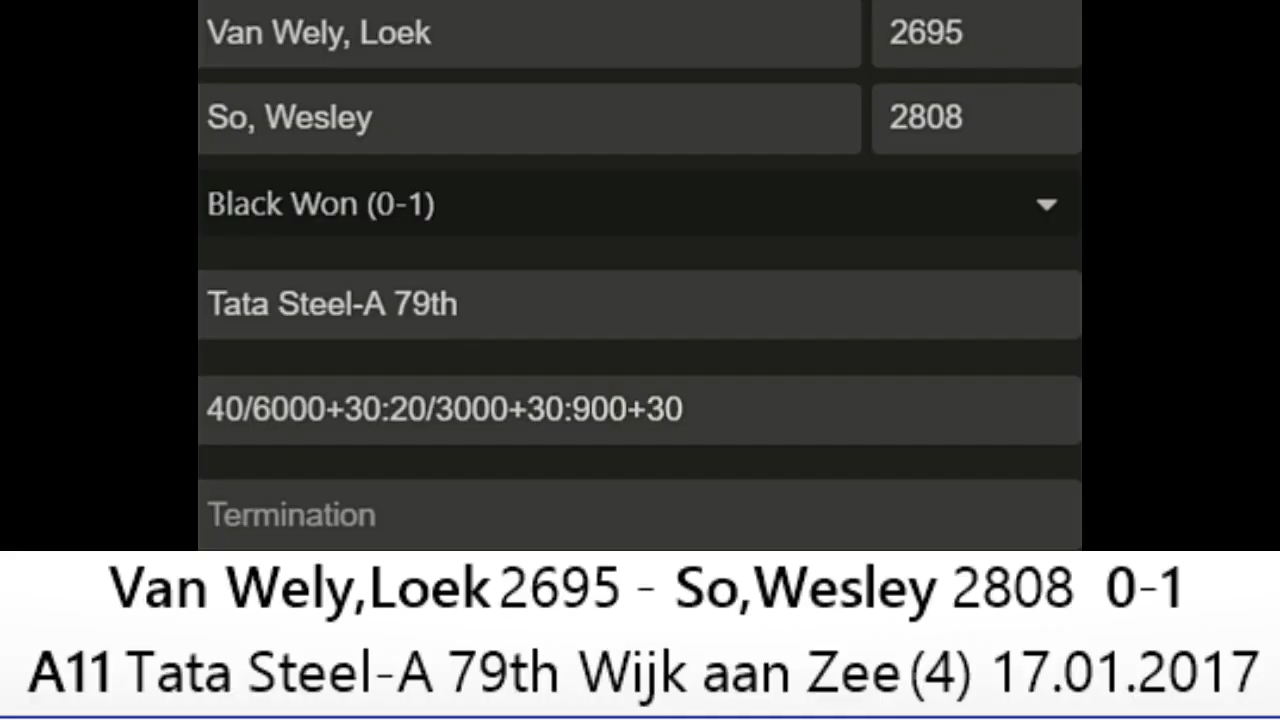 Van Wely, Loek 2695
So, Wesley 2808
Black Won (0-1)
Tata Steel-A 79th
40/6000+30:20/3000+30:900+30
Termination
Van Wely,Loek 2695 - So,Wesley 2808 0-1
A11 Tata Steel-A 79th Wijk aan Zee (4) 17.01.2017